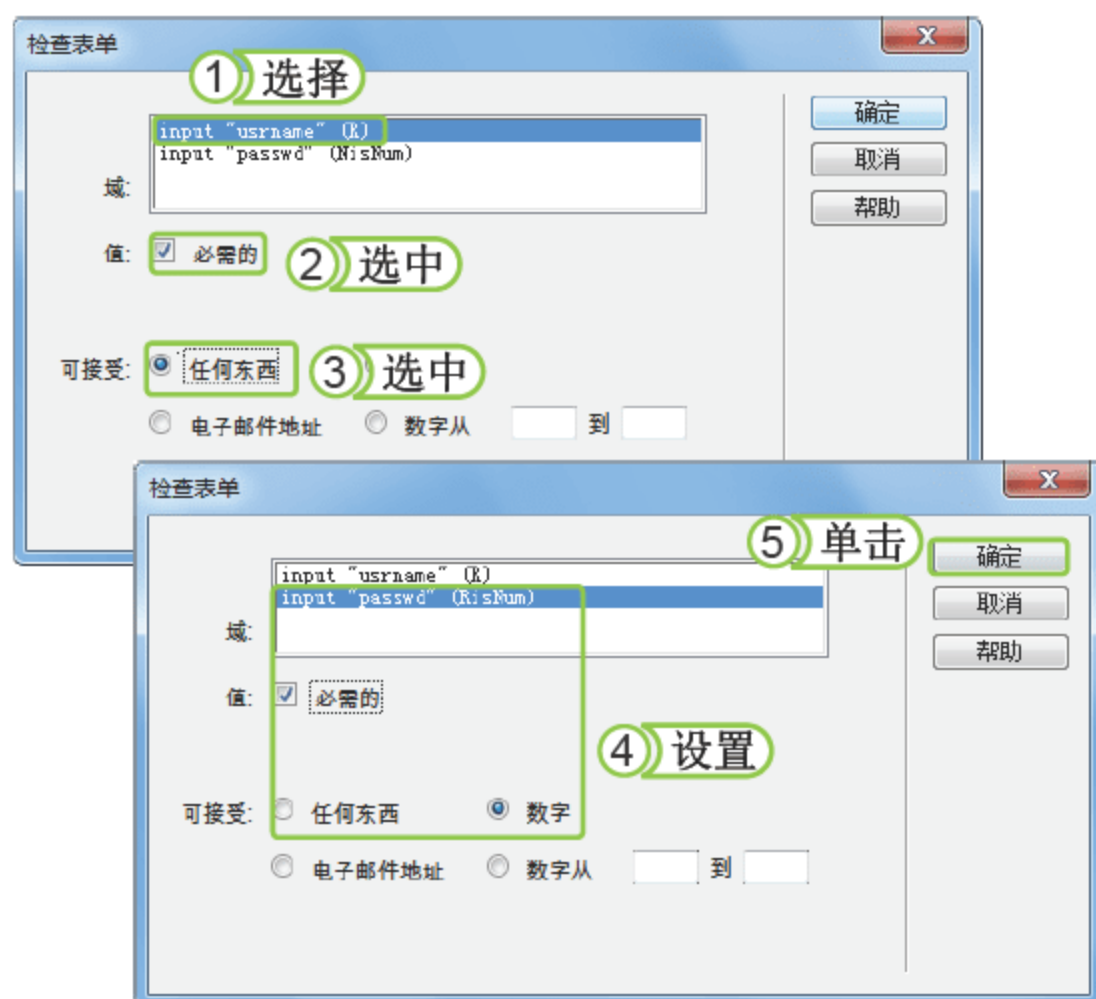 检查表单
① 选择
input "usrname" (R)
input "passwd" (NisNum)
域:
值: 必需的
② 选中
可接受: 任何东西
③ 选中
电子邮件地址 数字从 到
确定
取消
帮助
检查表单
⑤ 单击
确定
取消
帮助
input "usrname" (R)
input "passwd" (RisNum)
域:
值: 必需的
④ 设置
可接受: 任何东西 数字
电子邮件地址 数字从 到